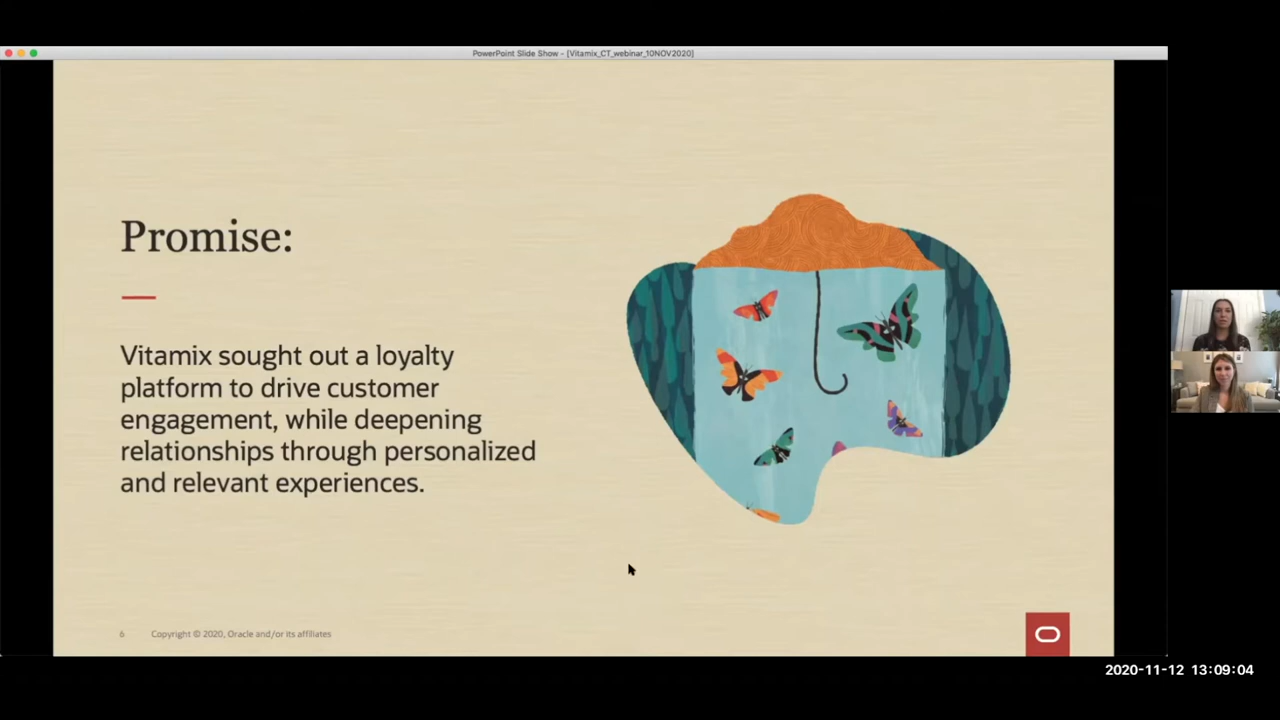 PowerPoint Slide Show - [Vitamix_CT_webinar_10NOV2020]
Promise:
Vitamix sought out a loyalty
platform to drive customer
engagement, while deepening
relationships through personalized
and relevant experiences.
6 Copyright © 2020, Oracle and/or its affiliates
2020-11-12 13:09:04